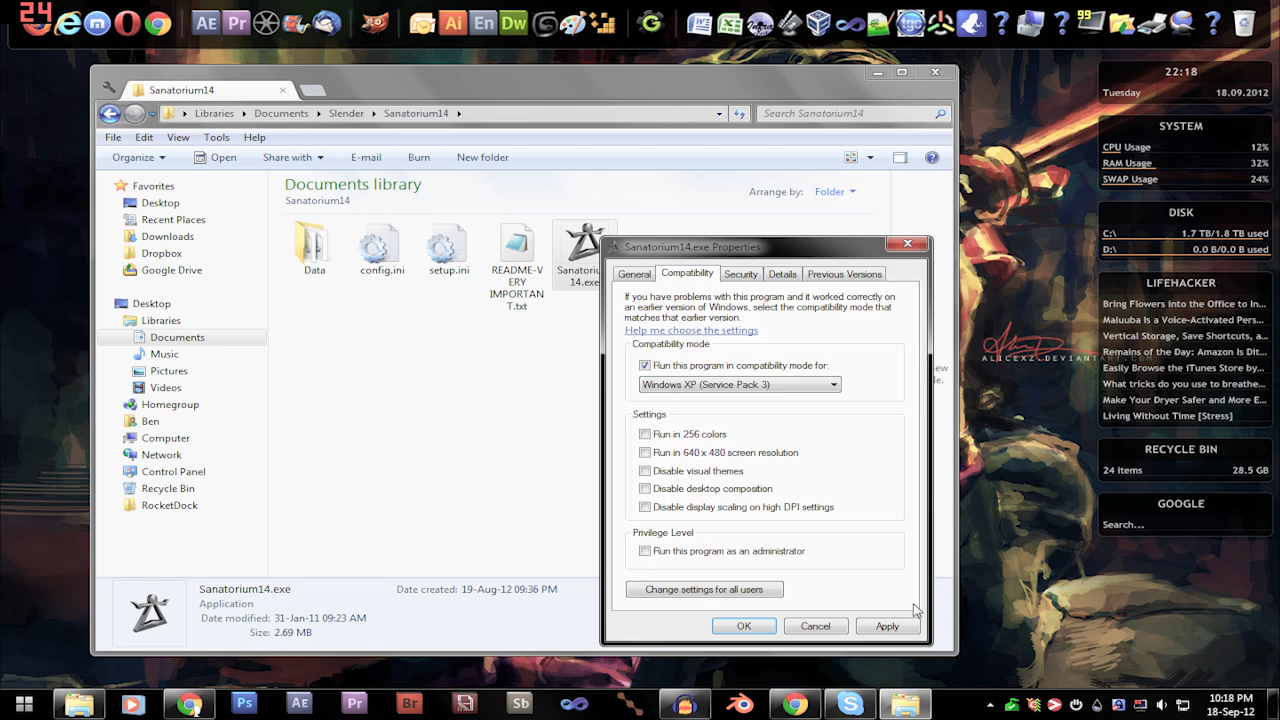 24
Ae Pr
Ai En Dw
99
Sanatorium14
Libraries Documents Slender Sanatorium14
Search Sanatorium14
File Edit View Tools Help
Organize Open Share with E-mail Burn New folder
Favorites
Desktop
Recent Places
Downloads
Dropbox
Google Drive
Desktop
Libraries
Documents
Music
Pictures
Videos
Homegroup
Ben
Computer
Network
Control Panel
Recycle Bin
RocketDock
Documents library
Sanatorium14
Arrange by: Folder
Data
config.ini
setup.ini
README-V
ERY
IMPORTAN
T.txt
Sanatoriu
14.exe
Sanatorium14.exe
Application
Date modified: 31-Jan-11 09:23 AM
Size: 2.69 MB
Date created: 19-Aug-12 09:36 PM
Sanatorium14.exe Properties
General Compatibility Security Details Previous Versions
If you have problems with this program and it worked correctly on
an earlier version of Windows, select the compatibility mode that
matches that earlier version.
Help me choose the settings
Compatibility mode
Run this program in compatibility mode for:
Windows XP (Service Pack 3)
Settings
Run in 256 colors
Run in 640 x 480 screen resolution
Disable visual themes
Disable desktop composition
Disable display scaling on high DPI settings
Privilege Level
Run this program as an administrator
Change settings for all users
OK Cancel Apply
22:18
Tuesday 18.09.2012
SYSTEM
CPU Usage 12%
RAM Usage 32%
SWAP Usage 24%
DISK
C:\ 1.7 TB/1.8 TB used
D:\ 0.0 B/0.0 B used
LIFEHACKER
Bring Flowers into the Office to In...
Maluuba Is a Voice-Activated Pers...
Vertical Storage, Save Shortcuts, a...
Remains of the Day: Amazon Is Dit...
Easily Browse the iTunes Store by...
What tricks do you use to breathe...
Make Your Dryer Safer and More E...
Living Without Time [Stress]
RECYCLE BIN
24 items 28.5 GB
GOOGLE
Search...
ALICEXZ.DEVIANTART
Ps Ae Pr Br Sb
10:18 PM
18-Sep-12